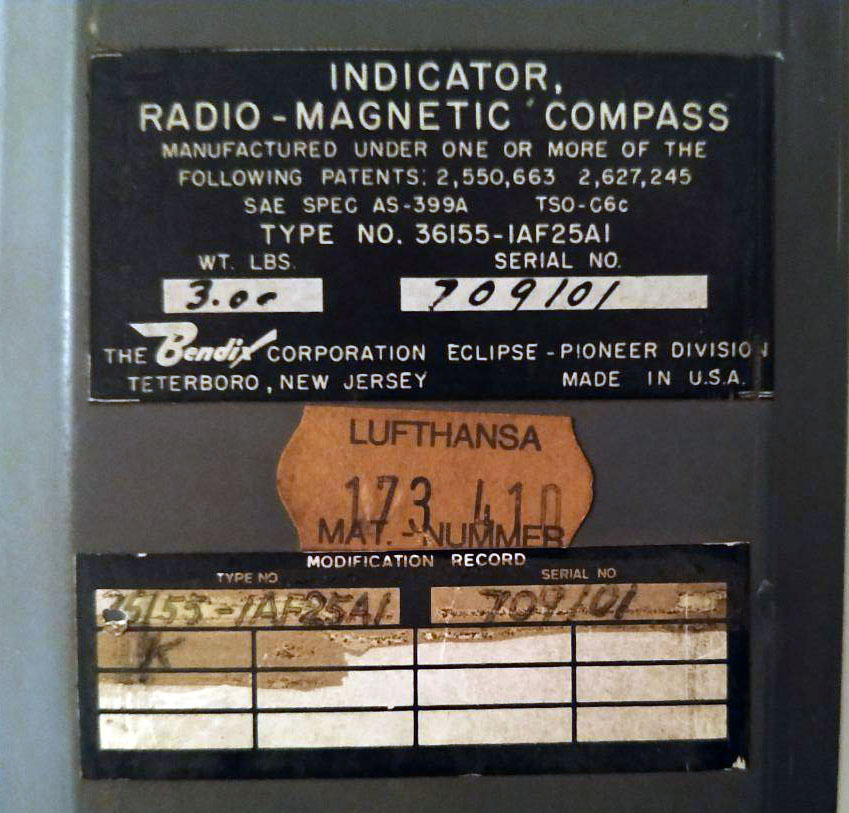 INDICATOR,
RADIO-MAGNETIC COMPASS
MANUFACTURED UNDER ONE OR MORE OF THE
FOLLOWING PATENTS: 2,550,663 2,627,245
SAE SPEC AS-399A TSO-C6c
TYPE NO. 36155-1AF25A1
WT. LBS. SERIAL NO.
3.00 709101
THE Bendix CORPORATION ECLIPSE-PIONEER DIVISION
TETERBORO, NEW JERSEY MADE IN U.S.A.
LUFTHANSA
173 410
MAT.-NUMMER
MODIFICATION RECORD
TYPE NO SERIAL NO
36155-1AF25A1 709101
K